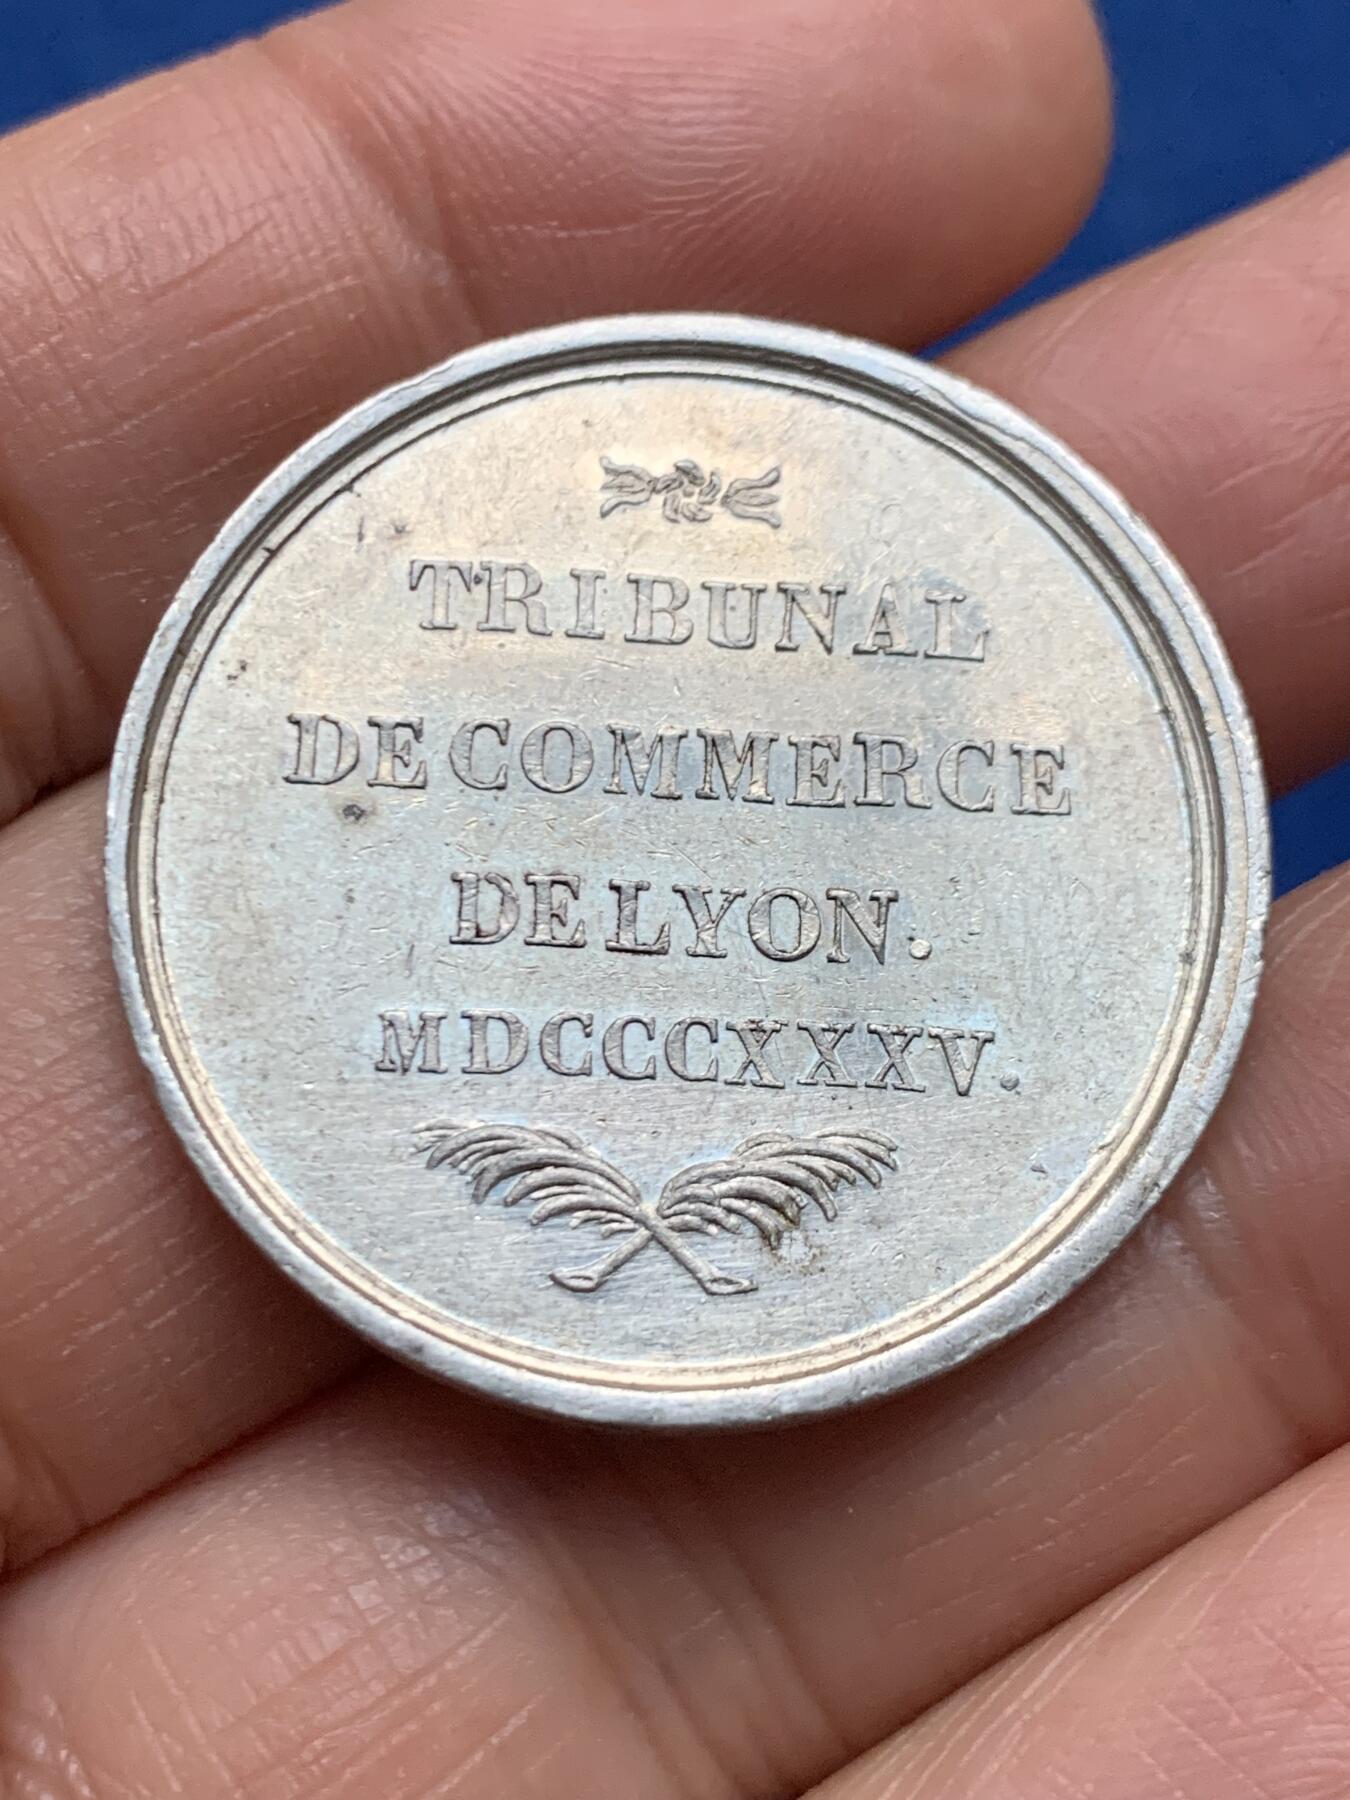 TRIBUNAL
DE COMMERCE
DE LYON.
MDCCCXXXV.